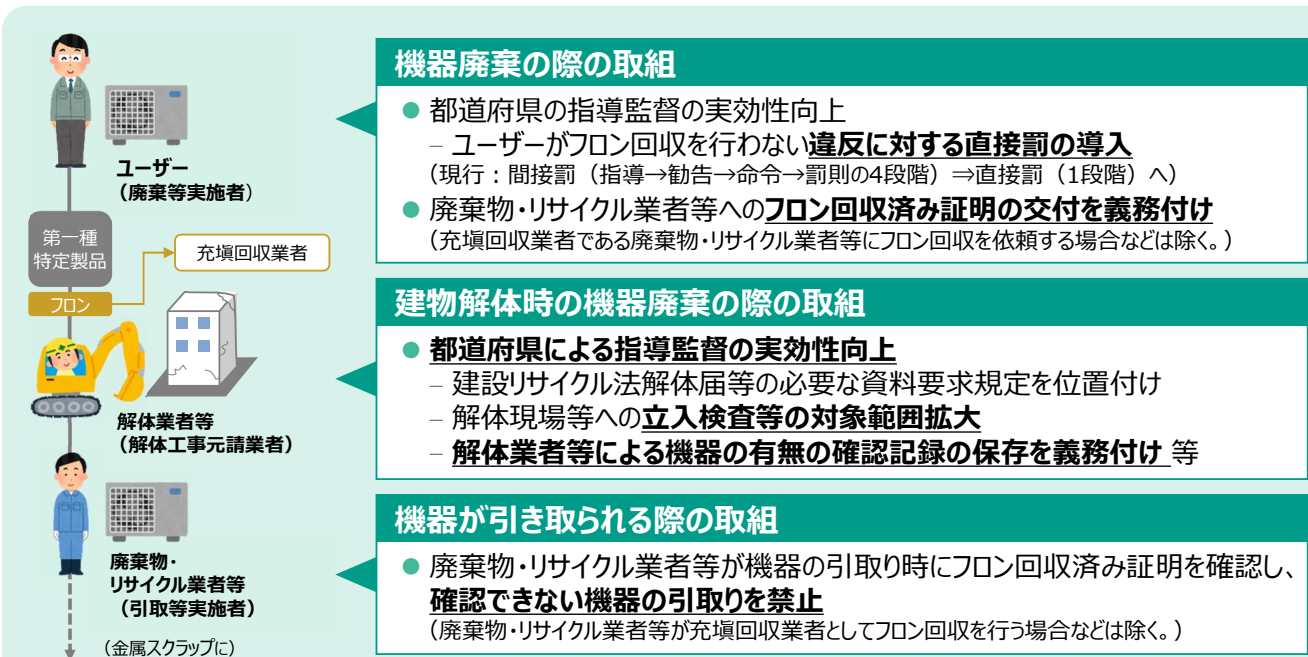 ユーザー
（廃棄等実施者）
第一種
特定製品
充塡回収業者
フロン
解体業者等
（解体工事元請業者）
廃棄物・
リサイクル業者等
（引取等実施者）
（金属スクラップに）
機器廃棄の際の取組
● 都道府県の指導監督の実効性向上
– ユーザーがフロン回収を行わない違反に対する直接罰の導入
（現行：間接罰（指導→勧告→命令→罰則の4段階）⇒直接罰（1段階）へ）
● 廃棄物・リサイクル業者等へのフロン回収済み証明の交付を義務付け
（充塡回収業者である廃棄物・リサイクル業者等にフロン回収を依頼する場合などは除く。）
建物解体時の機器廃棄の際の取組
● 都道府県による指導監督の実効性向上
– 建設リサイクル法解体届等の必要な資料要求規定を位置付け
– 解体現場等への立入検査等の対象範囲拡大
– 解体業者等による機器の有無の確認記録の保存を義務付け 等
機器が引き取られる際の取組
● 廃棄物・リサイクル業者等が機器の引取り時にフロン回収済み証明を確認し、
確認できない機器の引取りを禁止
（廃棄物・リサイクル業者等が充塡回収業者としてフロン回収を行う場合などは除く。）